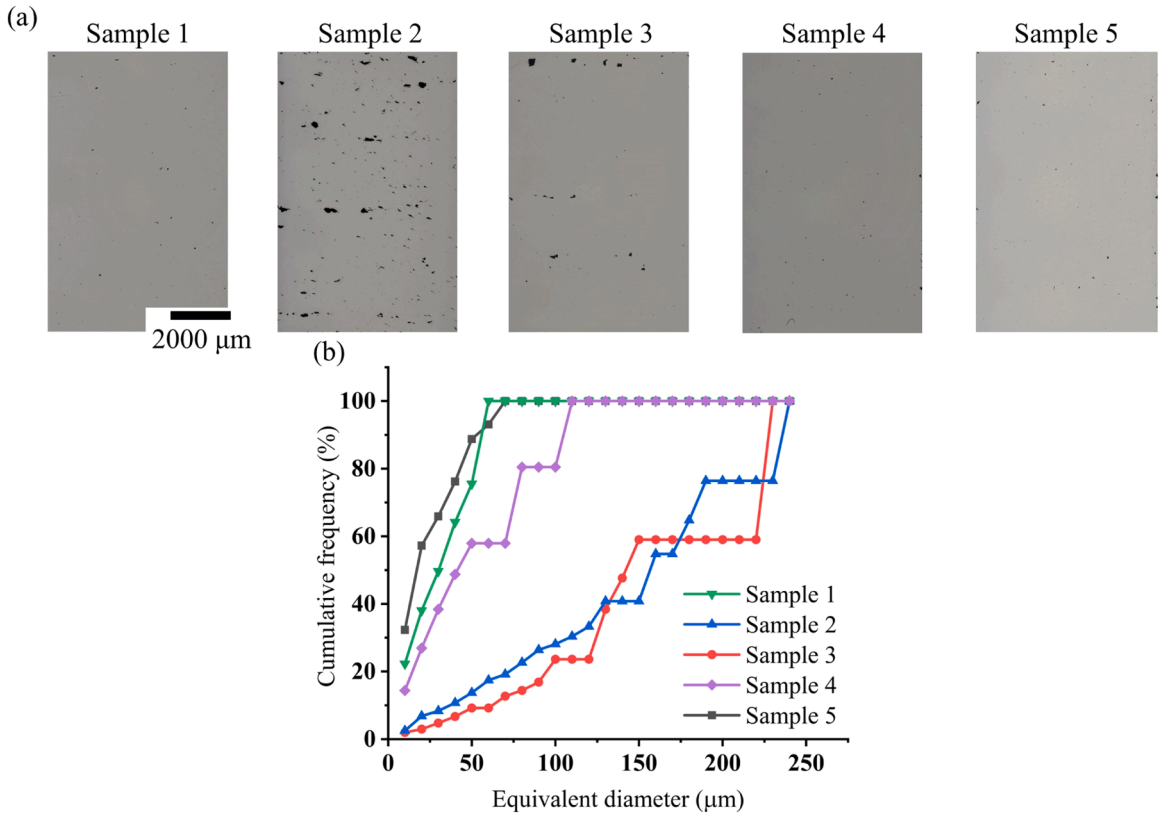 (a)
Sample 1
Sample 2
Sample 3
Sample 4
Sample 5
2000 μm
(b)
Cumulative frequency (%)
100
80
60
40
20
0
0
50
100
150
200
250
Equivalent diameter (μm)
Sample 1
Sample 2
Sample 3
Sample 4
Sample 5